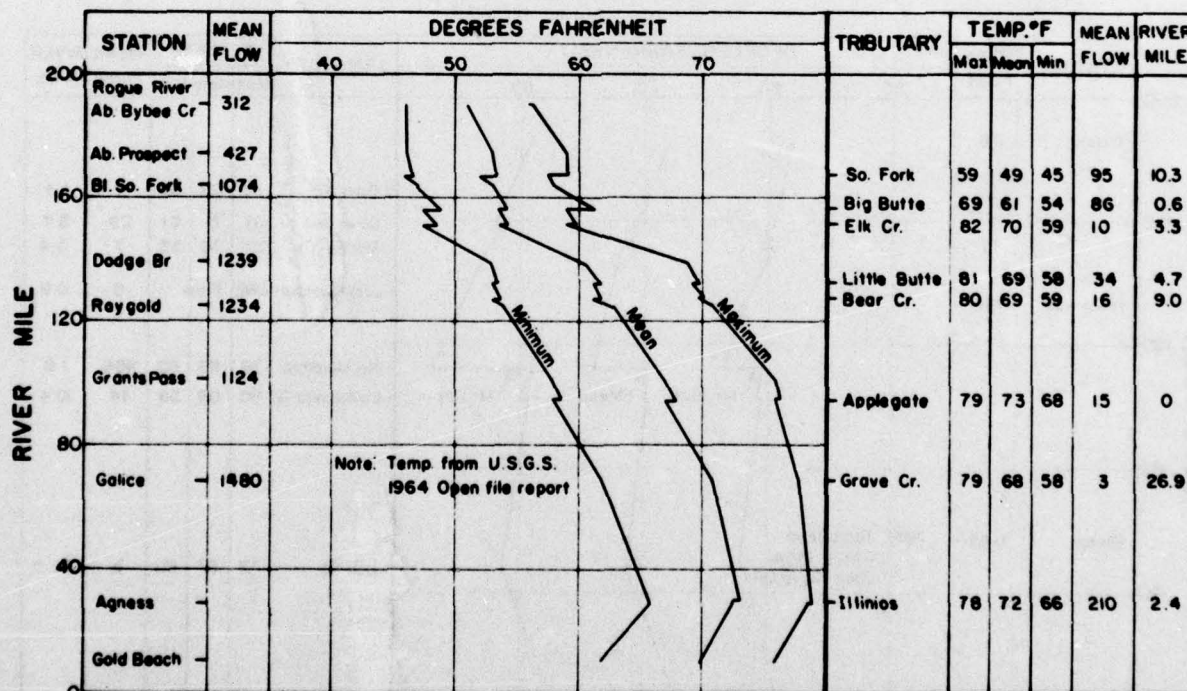 STATION MEAN FLOW DEGREES FAHRENHEIT TRIBUTARY TEMP. °F MEAN FLOW RIVER MILE
Max Mean Min
50 60 70
RIVER MILE
200
160
120
80
40
0
Rogue River
Ab. Bybee Cr 312
Ab. Prospect 427
Bl. So. Fork 1074
Dodge Br 1239
Raygold 1234
Grants Pass 1124
Galice 1480
Agness
Gold Beach
Minimum
Mean
Maximum
Note: Temp. from U.S.G.S.
1964 Open file report
So. Fork 59 49 45 95 10.3
Big Butte 69 61 54 86 0.6
Elk Cr. 82 70 59 10 3.3
Little Butte 81 69 58 34 4.7
Bear Cr. 80 69 59 16 9.0
Applegate 79 73 68 15 0
Grave Cr. 79 68 58 3 26.9
Illinios 78 72 66 210 2.4